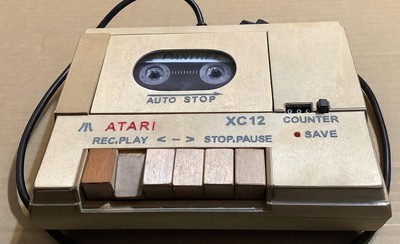 AUTO STOP
ATARI XC12 COUNTER
REC.PLAY <-> STOP.PAUSE SAVE